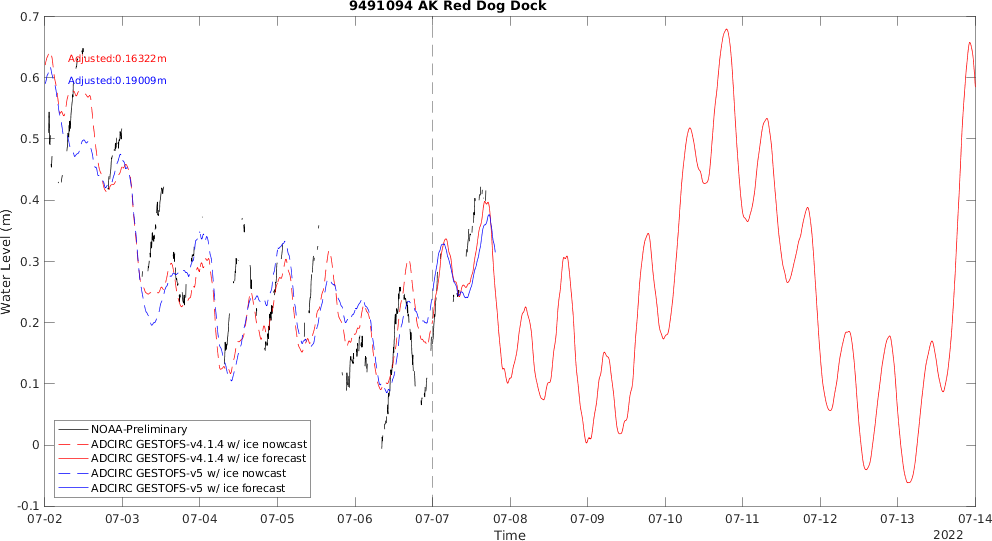 9491094 AK Red Dog Dock
0.7
0.6
0.5
0.4
0.3
0.2
0.1
0
-0.1
Water Level (m)
Adjusted:0.16322m
Adjusted:0.19009m
NOAA-Preliminary
ADCIRC GESTOFS-v4.1.4 w/ ice nowcast
ADCIRC GESTOFS-v4.1.4 w/ ice forecast
ADCIRC GESTOFS-v5 w/ ice nowcast
ADCIRC GESTOFS-v5 w/ ice forecast
07-02 07-03 07-04 07-05 07-06 07-07 07-08 07-09 07-10 07-11 07-12 07-13 07-14
Time
2022